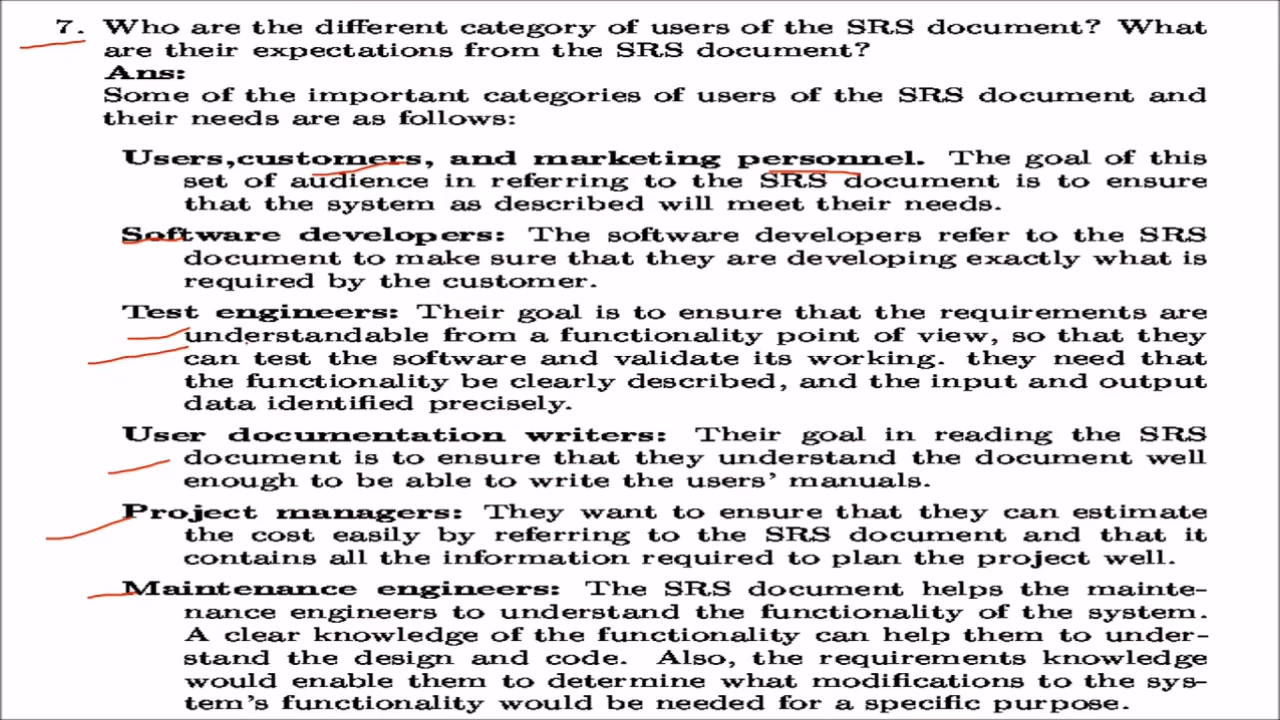 7. Who are the different category of users of the SRS document? What
are their expectations from the SRS document?
Ans:
Some of the important categories of users of the SRS document and
their needs are as follows:
Users,customers, and marketing personnel. The goal of this
set of audience in referring to the SRS document is to ensure
that the system as described will meet their needs.
Software developers: The software developers refer to the SRS
document to make sure that they are developing exactly what is
required by the customer.
Test engineers: Their goal is to ensure that the requirements are
understandable from a functionality point of view, so that they
can test the software and validate its working. they need that
the functionality be clearly described, and the input and output
data identified precisely.
User documentation writers: Their goal in reading the SRS
document is to ensure that they understand the document well
enough to be able to write the users' manuals.
Project managers: They want to ensure that they can estimate
the cost easily by referring to the SRS document and that it
contains all the information required to plan the project well.
Maintenance engineers: The SRS document helps the mainte-
nance engineers to understand the functionality of the system.
A clear knowledge of the functionality can help them to under-
stand the design and code. Also, the requirements knowledge
would enable them to determine what modifications to the sys-
tem's functionality would be needed for a specific purpose.